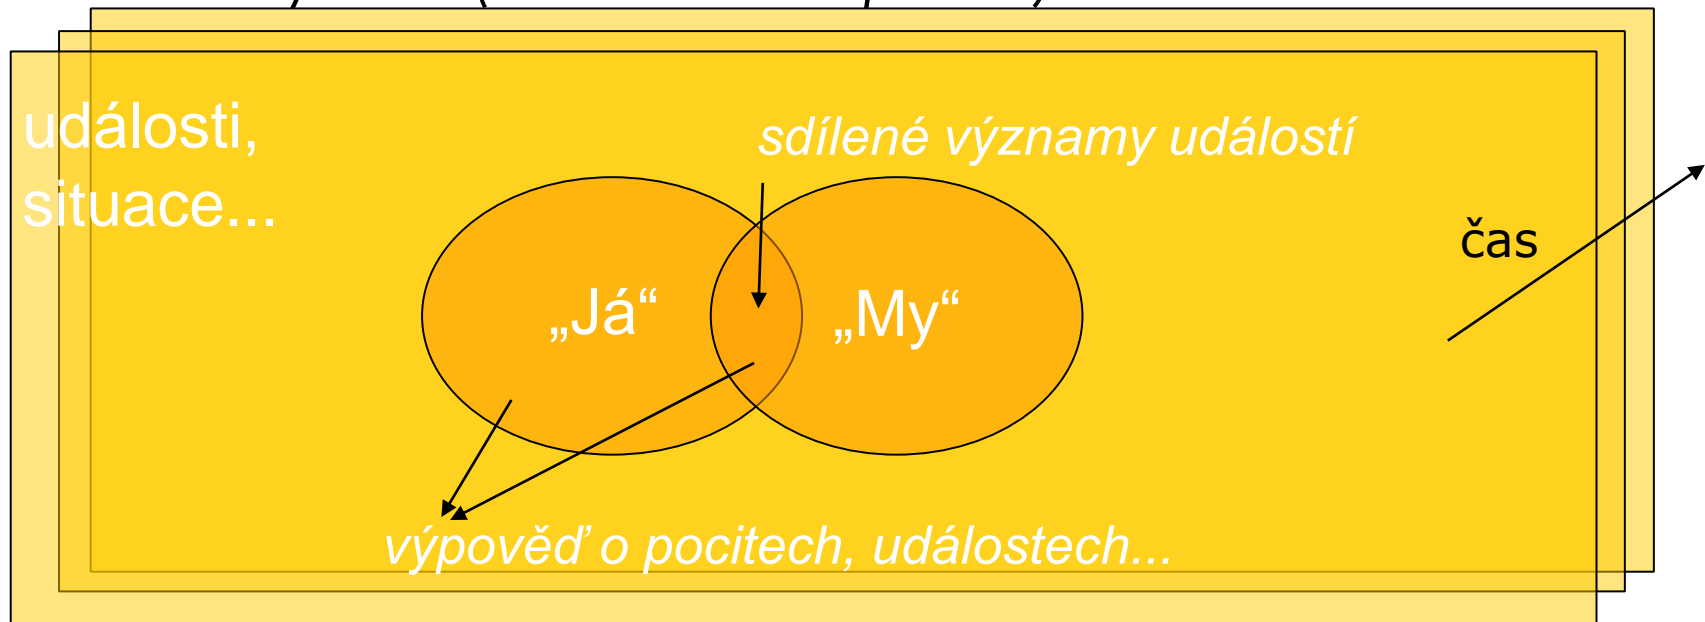 události,
situace...
sdílené významy událostí
čas
„Já“
„My“
výpověď o pocitech, událostech...